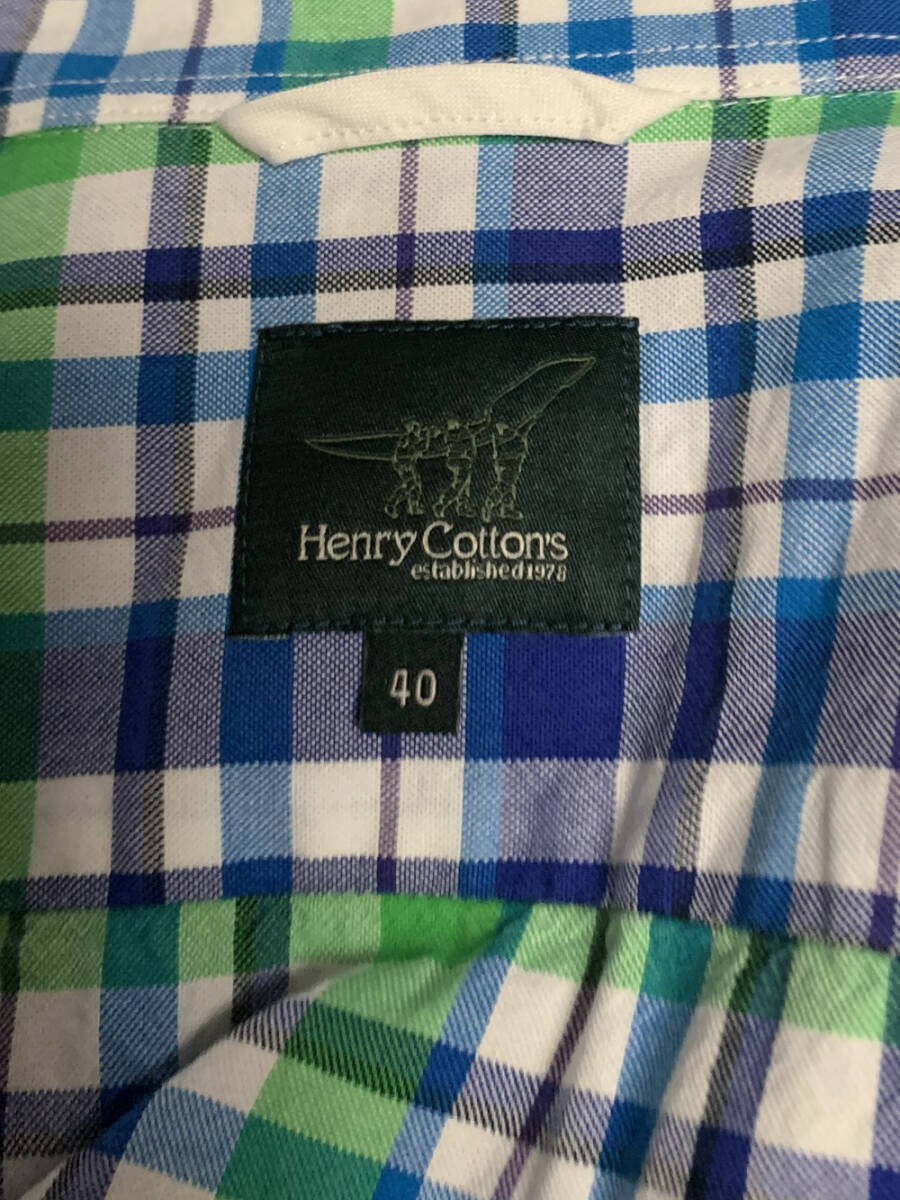 Henry Cotton's
established 1978
40